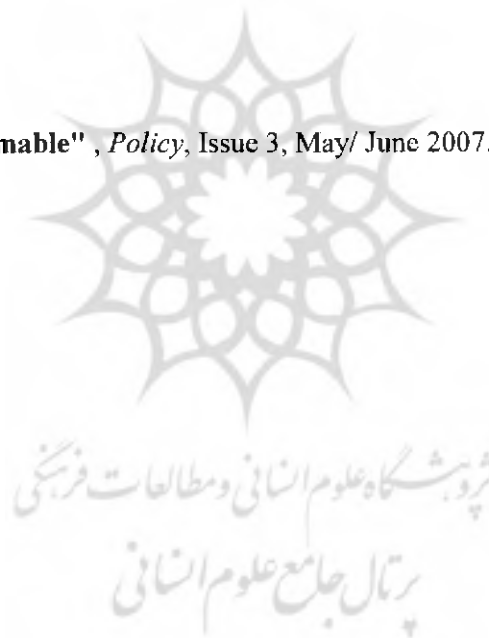 mable" , Policy, Issue 3, May/ June 2007.
پژوهشگاه علوم انسانی و مطالعات فرهنگی
پرتال جامع علوم انسانی